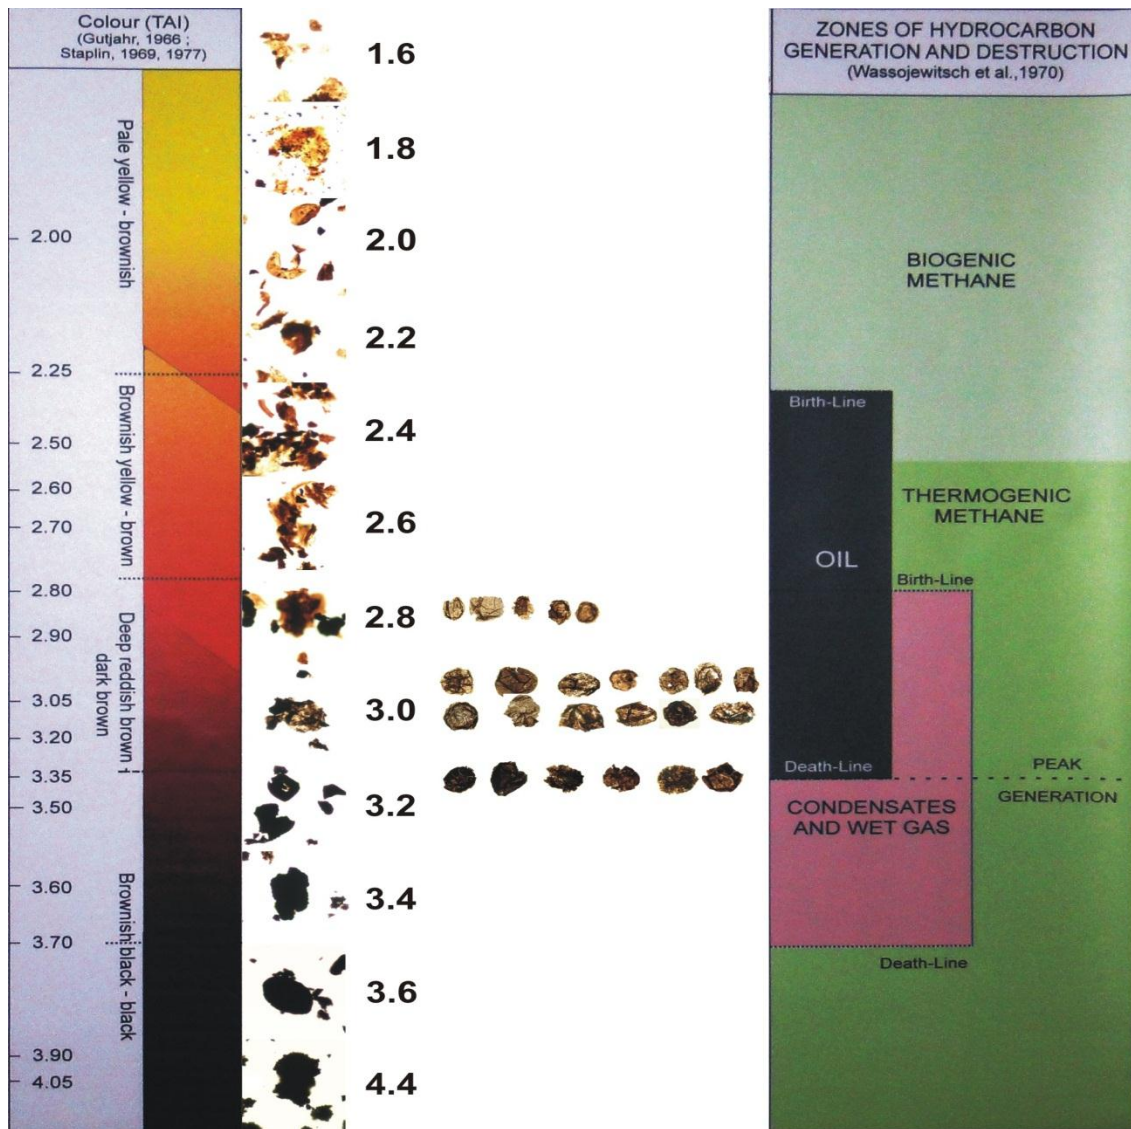 Colour (TAI)
(Gutjahr, 1966 ;
Staplin, 1969, 1977)
2.00
2.25
2.50
2.60
2.70
2.80
2.90
3.05
3.20
3.35
3.50
3.60
3.70
3.90
4.05
Pale yellow - brownish
Brownish yellow - brown
Deep reddish brown -
dark brown
Brownish black - black
1.6
1.8
2.0
2.2
2.4
2.6
2.8
3.0
3.2
3.4
3.6
4.4
ZONES OF HYDROCARBON
GENERATION AND DESTRUCTION
(Wassojewitsch et al.,1970)
BIOGENIC
METHANE
Birth-Line
THERMOGENIC
METHANE
OIL
Birth-Line
Death-Line
PEAK
GENERATION
CONDENSATES
AND WET GAS
Death-Line